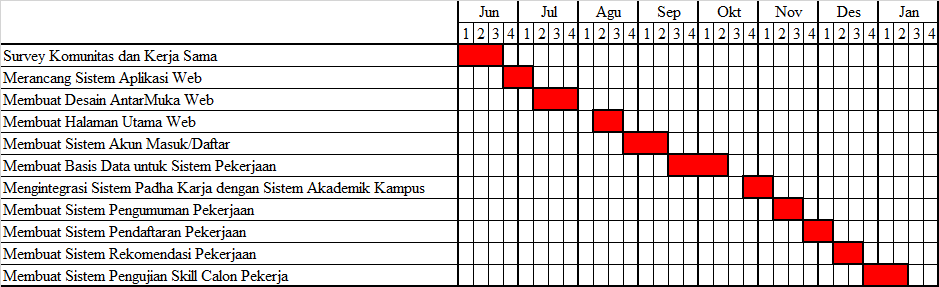 Jun Jul Agu Sep Okt Nov Des Jan
1 2 3 4 1 2 3 4 1 2 3 4 1 2 3 4 1 2 3 4 1 2 3 4 1 2 3 4 1 2 3 4
Survey Komunitas dan Kerja Sama
Merancang Sistem Aplikasi Web
Membuat Desain AntarMuka Web
Membuat Halaman Utama Web
Membuat Sistem Akun Masuk/Daftar
Membuat Basis Data untuk Sistem Pekerjaan
Mengintegrasi Sistem Padha Karja dengan Sistem Akademik Kampus
Membuat Sistem Pengumuman Pekerjaan
Membuat Sistem Pendaftaran Pekerjaan
Membuat Sistem Rekomendasi Pekerjaan
Membuat Sistem Pengujian Skill Calon Pekerja